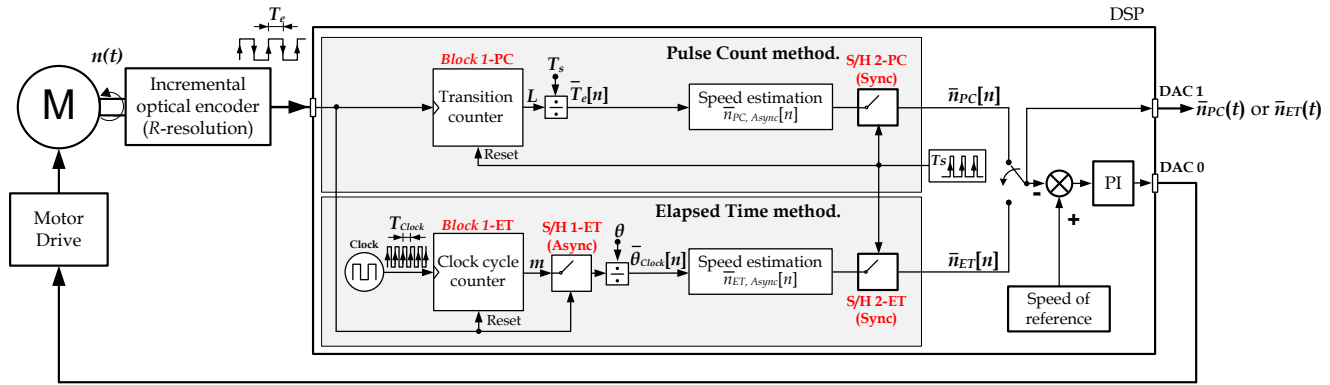 DSP
T_e
n(t)
M
Incremental
optical encoder
(R-resolution)
Motor
Drive
Pulse Count method.
Block 1-PC
Transition
counter
Reset
L
T_s
÷
T̅_e[n]
Speed estimation
n̅_PC, Async[n]
S/H 2-PC
(Sync)
n̅_PC[n]
Ts
DAC 1
n̅_PC(t) or n̅_ET(t)
DAC 0
PI
-
+
Speed of
reference
Elapsed Time method.
Clock
T_Clock
Block 1-ET
Clock cycle
counter
Reset
m
S/H 1-ET
(Async)
θ
÷
θ̅_Clock[n]
Speed estimation
n̅_ET, Async[n]
S/H 2-ET
(Sync)
n̅_ET[n]